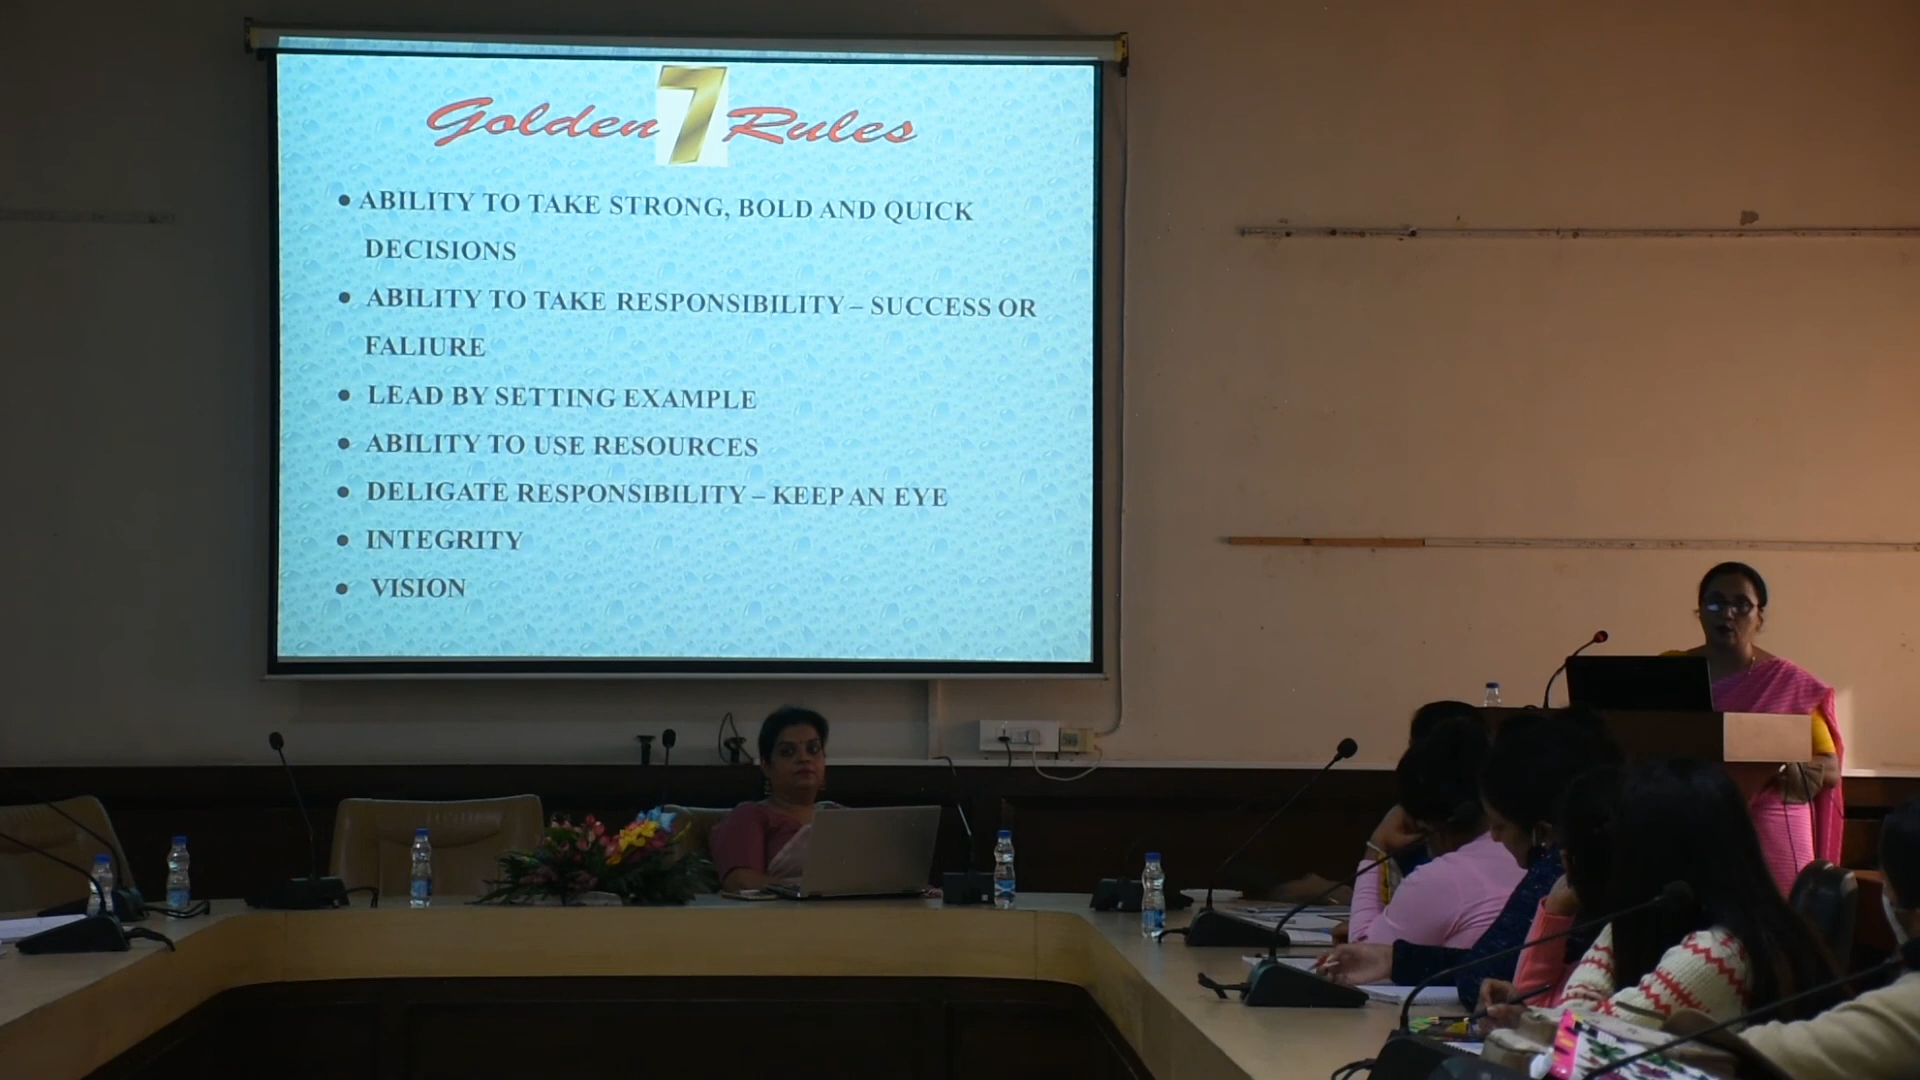 Golden 7 Rules
• ABILITY TO TAKE STRONG, BOLD AND QUICK
DECISIONS
• ABILITY TO TAKE RESPONSIBILITY – SUCCESS OR
FALIURE
• LEAD BY SETTING EXAMPLE
• ABILITY TO USE RESOURCES
• DELIGATE RESPONSIBILITY – KEEP AN EYE
• INTEGRITY
• VISION